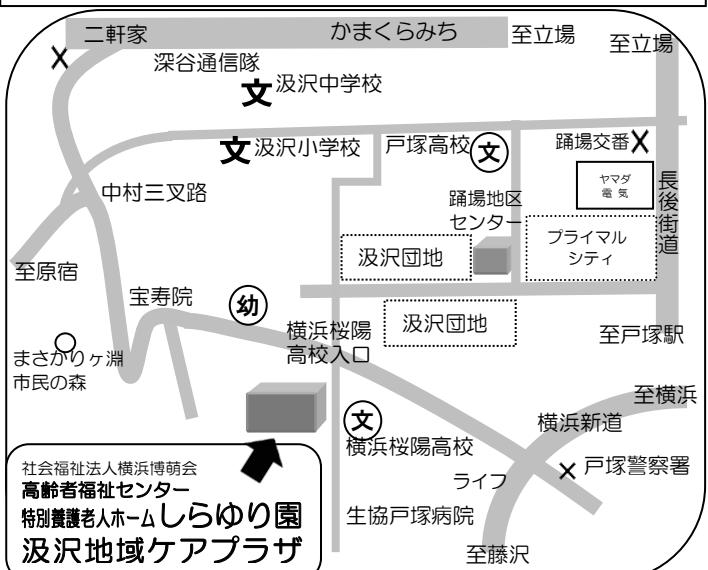 二軒家
かまくらみち
至立場
至立場
深谷通信隊
文
汲沢中学校
文
汲沢小学校
戸塚高校
文
踊場交番
ヤマダ
電気
長後街道
中村三叉路
踊場地区
センター
プライマル
シティ
汲沢団地
至原宿
宝寿院
幼
汲沢団地
横浜桜陽
高校入口
至戸塚駅
まさかりヶ淵
市民の森
至横浜
横浜新道
文
横浜桜陽高校
戸塚警察署
ライフ
生協戸塚病院
至藤沢
社会福祉法人横浜博萌会
高齢者福祉センター
特別養護老人ホームしらゆり園
汲沢地域ケアプラザ